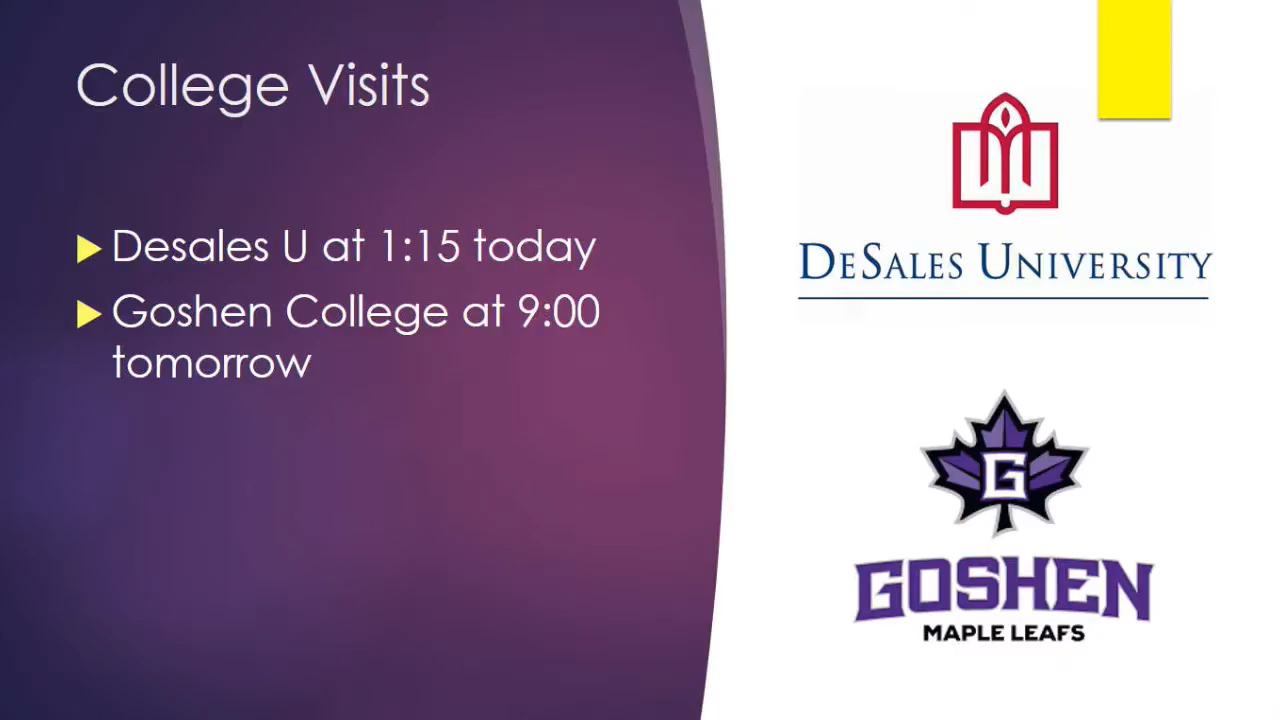 College Visits
Desales U at 1:15 today
Goshen College at 9:00
tomorrow
DESALES UNIVERSITY
G
GOSHEN
MAPLE LEAFS